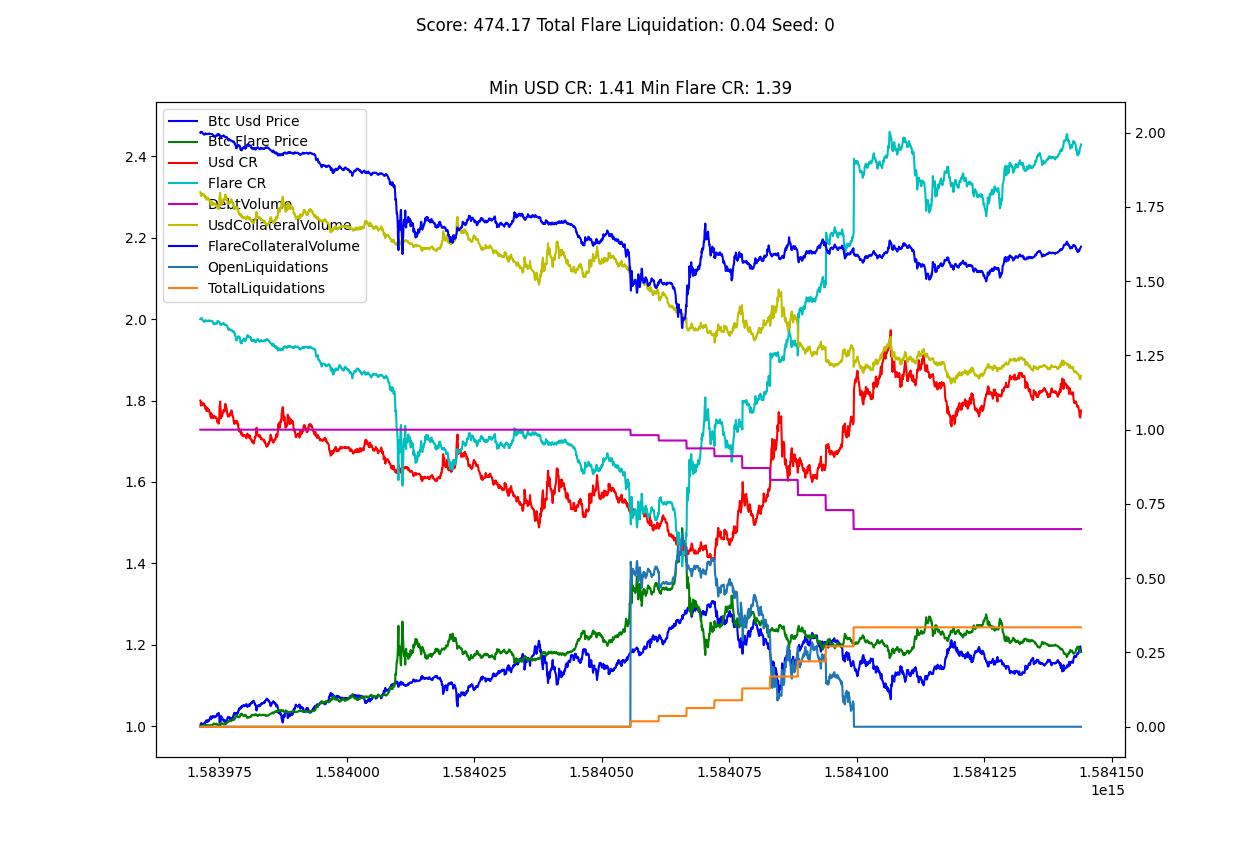 Score: 474.17 Total Flare Liquidation: 0.04 Seed: 0
Min USD CR: 1.41 Min Flare CR: 1.39
Btc Usd Price
Btc Flare Price
Usd CR
Flare CR
DebtVolume
UsdCollateralVolume
FlareCollateralVolume
OpenLiquidations
TotalLiquidations
2.4
2.2
2.0
1.8
1.6
1.4
1.2
1.0
2.00
1.75
1.50
1.25
1.00
0.75
0.50
0.25
0.00
1.583975
1.584000
1.584025
1.584050
1.584075
1.584100
1.584125
1.584150
1e15